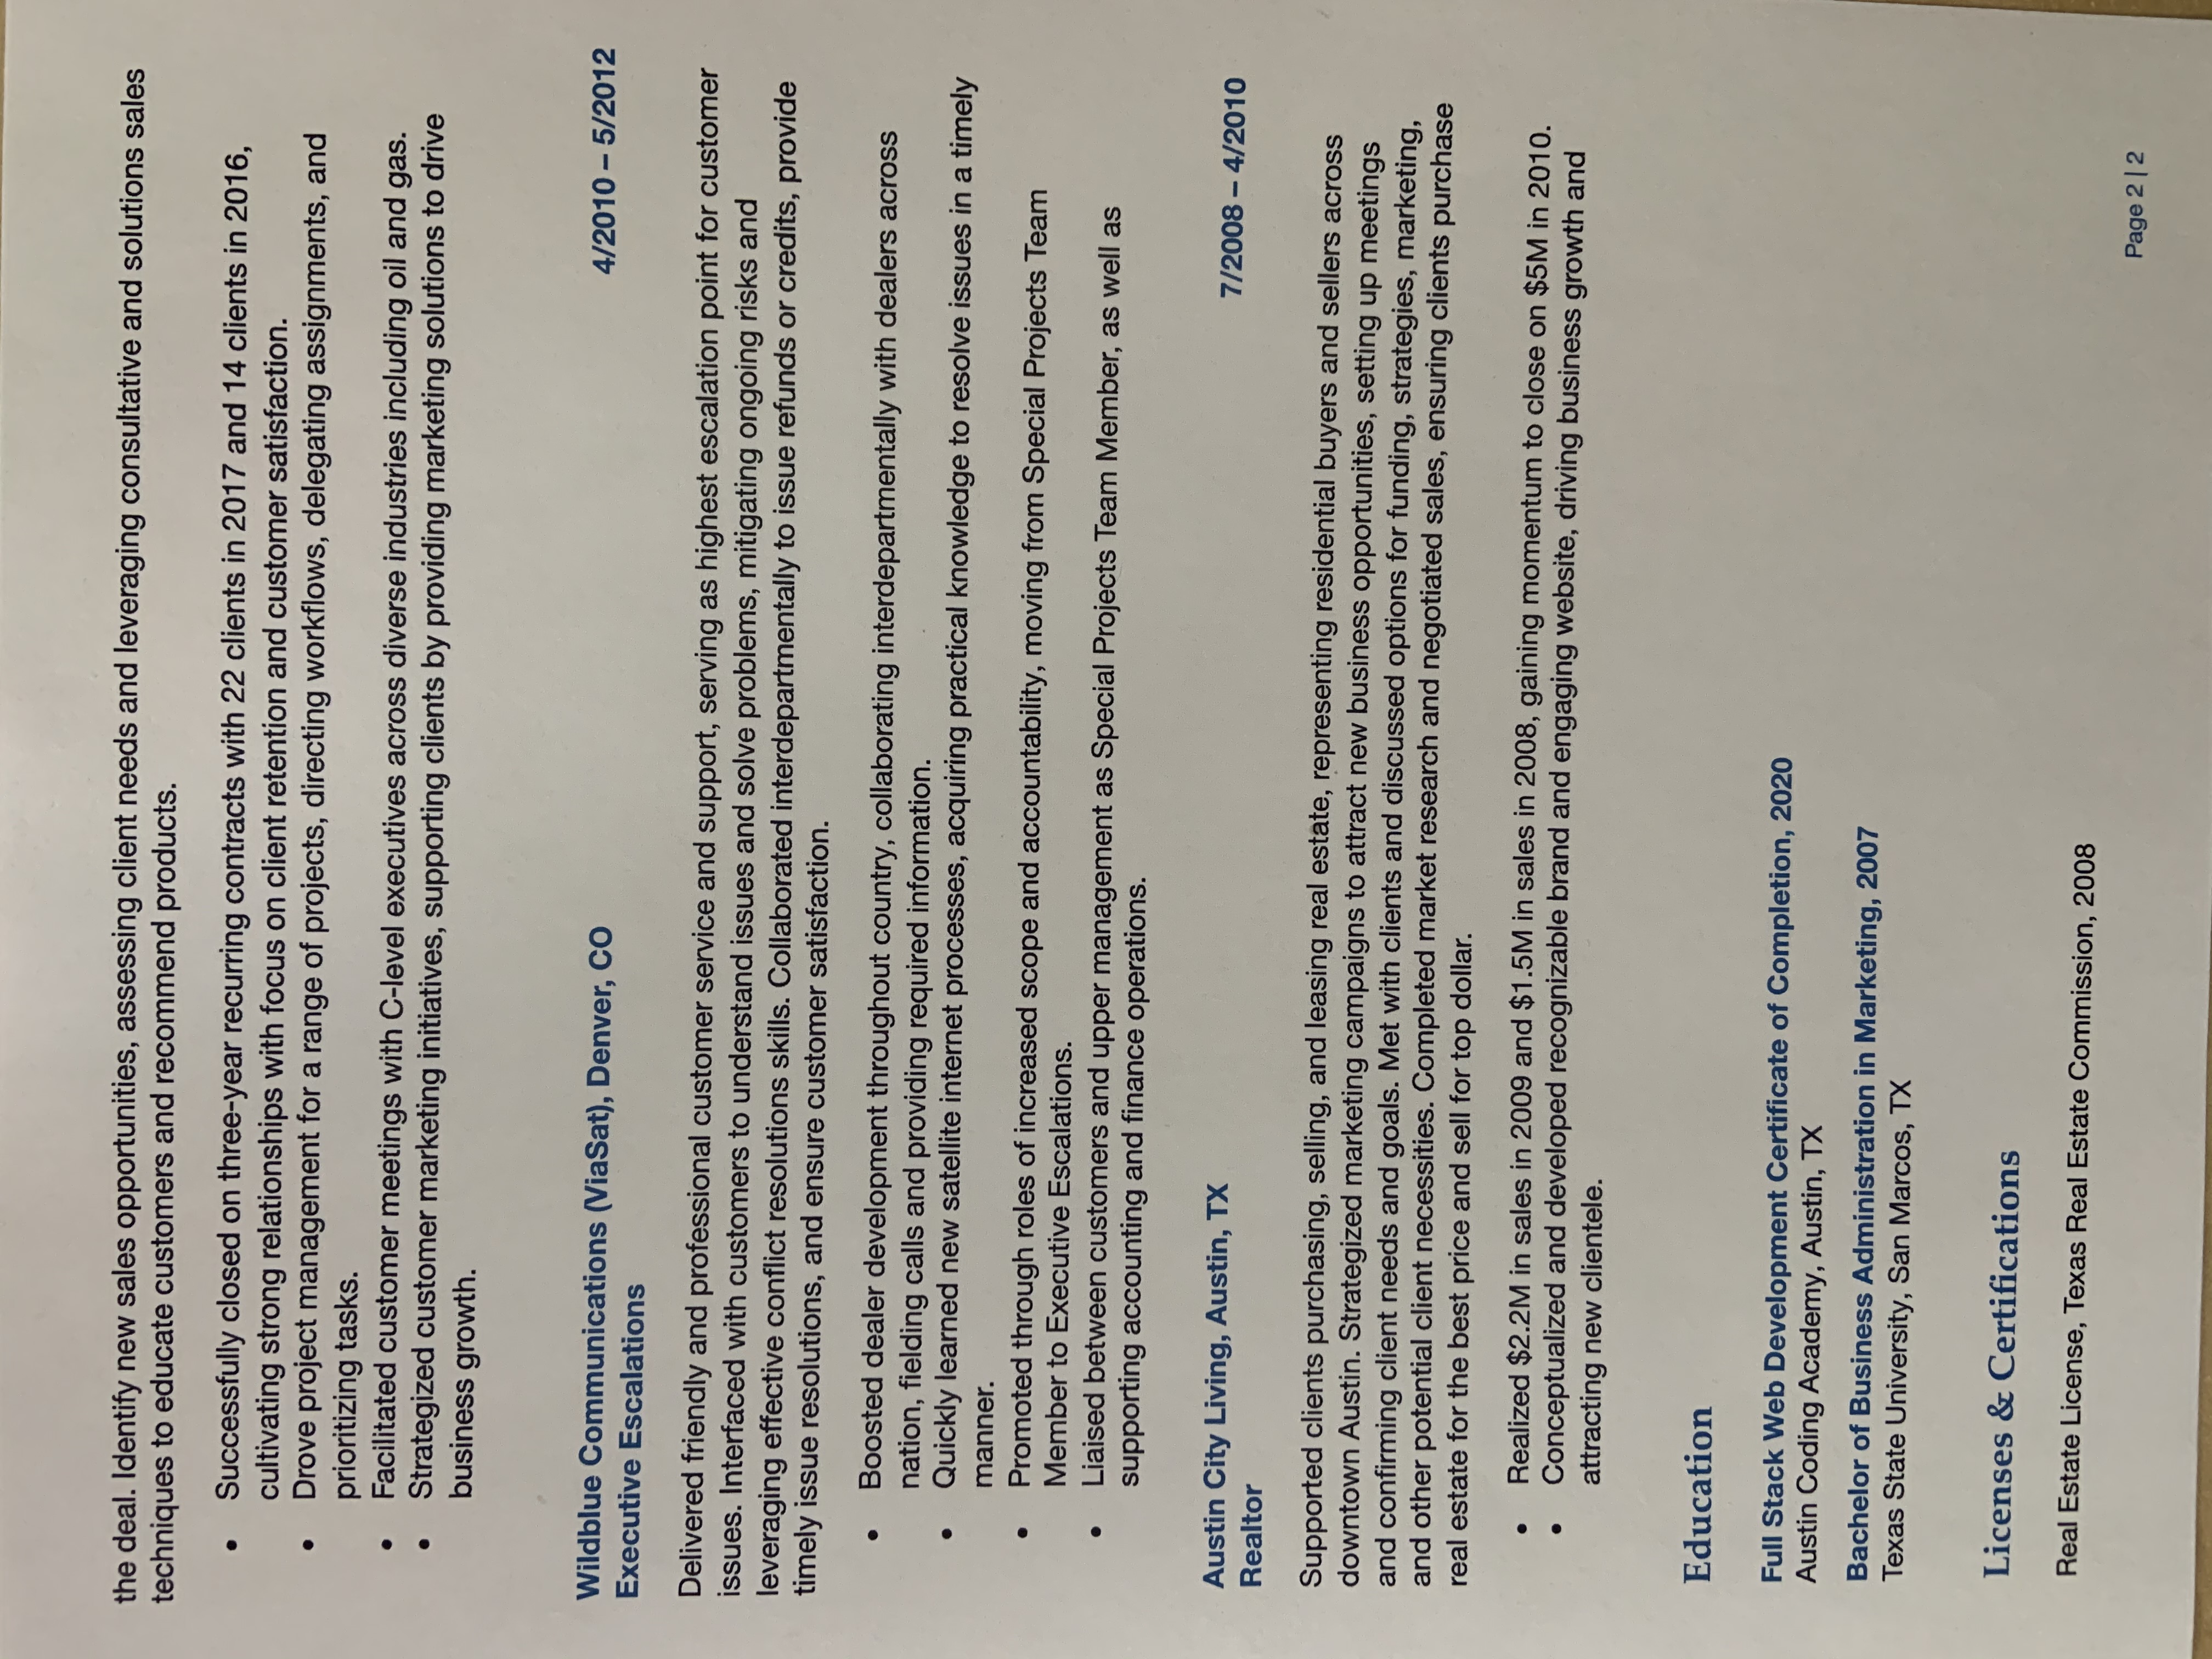 the deal. Identify new sales opportunities, assessing client needs and leveraging consultative and solutions sales
techniques to educate customers and recommend products.
• Successfully closed on three-year recurring contracts with 22 clients in 2017 and 14 clients in 2016,
cultivating strong relationships with focus on client retention and customer satisfaction.
• Drove project management for a range of projects, directing workflows, delegating assignments, and
prioritizing tasks.
• Facilitated customer meetings with C-level executives across diverse industries including oil and gas.
• Strategized customer marketing initiatives, supporting clients by providing marketing solutions to drive
business growth.
Wildblue Communications (ViaSat), Denver, CO 4/2010 – 5/2012
Executive Escalations
Delivered friendly and professional customer service and support, serving as highest escalation point for customer
issues. Interfaced with customers to understand issues and solve problems, mitigating ongoing risks and
leveraging effective conflict resolutions skills. Collaborated interdepartmentally to issue refunds or credits, provide
timely issue resolutions, and ensure customer satisfaction.
• Boosted dealer development throughout country, collaborating interdepartmentally with dealers across
nation, fielding calls and providing required information.
• Quickly learned new satellite internet processes, acquiring practical knowledge to resolve issues in a timely
manner.
• Promoted through roles of increased scope and accountability, moving from Special Projects Team
Member to Executive Escalations.
• Liaised between customers and upper management as Special Projects Team Member, as well as
supporting accounting and finance operations.
Austin City Living, Austin, TX 7/2008 – 4/2010
Realtor
Supported clients purchasing, selling, and leasing real estate, representing residential buyers and sellers across
downtown Austin. Strategized marketing campaigns to attract new business opportunities, setting up meetings
and confirming client needs and goals. Met with clients and discussed options for funding, strategies, marketing,
and other potential client necessities. Completed market research and negotiated sales, ensuring clients purchase
real estate for the best price and sell for top dollar.
• Realized $2.2M in sales in 2009 and $1.5M in sales in 2008, gaining momentum to close on $5M in 2010.
• Conceptualized and developed recognizable brand and engaging website, driving business growth and
attracting new clientele.
Education
Full Stack Web Development Certificate of Completion, 2020
Austin Coding Academy, Austin, TX
Bachelor of Business Administration in Marketing, 2007
Texas State University, San Marcos, TX
Licenses & Certifications
Real Estate License, Texas Real Estate Commission, 2008
Page 2 | 2